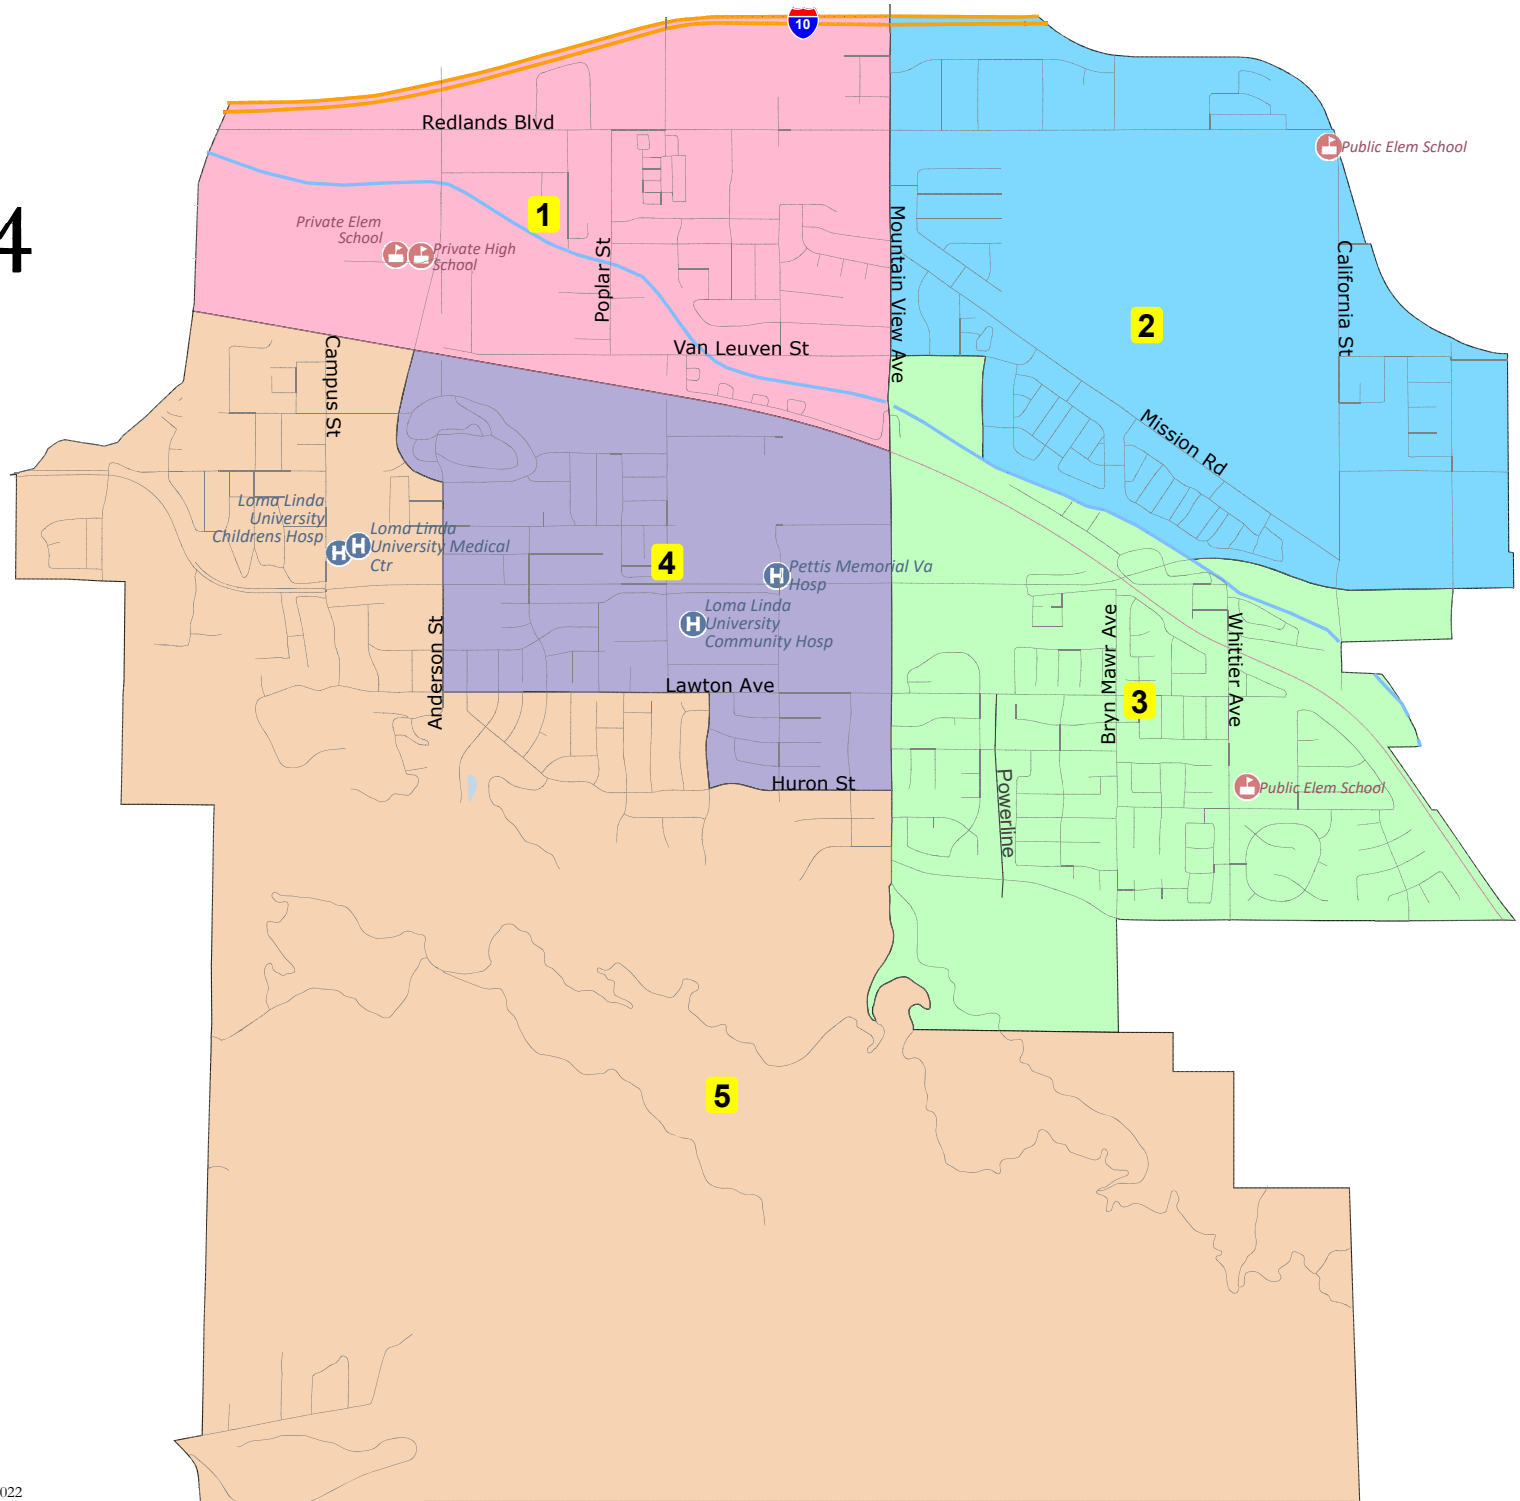 10
Redlands Blvd
Public Elem School
4
1
Private Elem
School
Private High
School
Poplar St
Mountain View Ave
California St
2
Campus St
Van Leuven St
Mission Rd
Loma Linda
University
Childrens Hosp
Loma Linda
University Medical
Ctr
4
Pettis Memorial Va
Hosp
Loma Linda
University
Community Hosp
Anderson St
Lawton Ave
Bryn Mawr Ave
Whittier Ave
3
Huron St
Powerline
Public Elem School
5
022